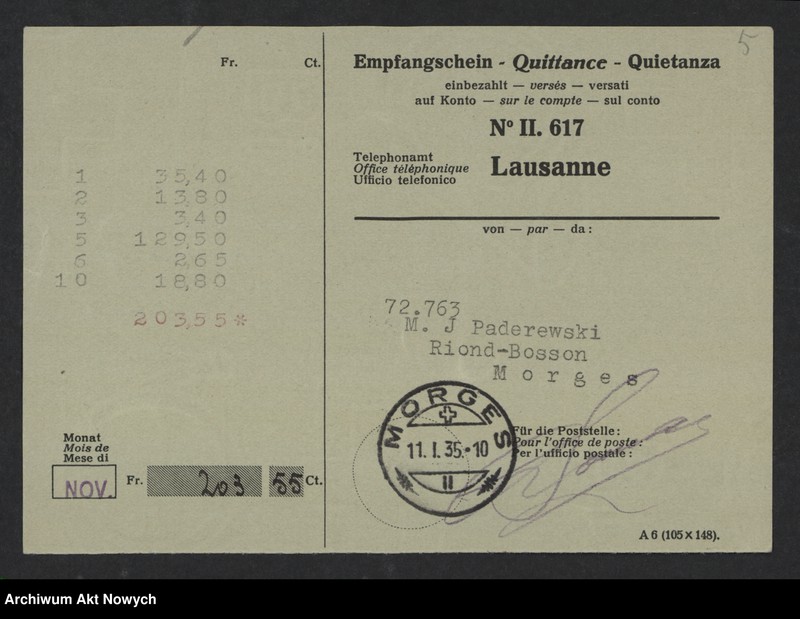 5
Fr. Ct.
1 35,40
2 13,80
3 3,40
5 129,50
6 2,65
10 18,80
203,55*
Monat
Mois de
Mese di
NOV.
Fr. 203 55 Ct.
Empfangschein - Quittance - Quietanza
einbezahlt — versés — versati
auf Konto — sur le compte — sul conto
No II. 617
Telephonamt
Office téléphonique
Ufficio telefonico
Lausanne
von — par — da:
72.763
M. J Paderewski
Riond-Bosson
Morges
MORGES
11. I. 35.-10
II
Für die Poststelle:
Pour l'office de poste:
Per l'ufficio postale:
A 6 (105 X 148).
Archiwum Akt Nowych